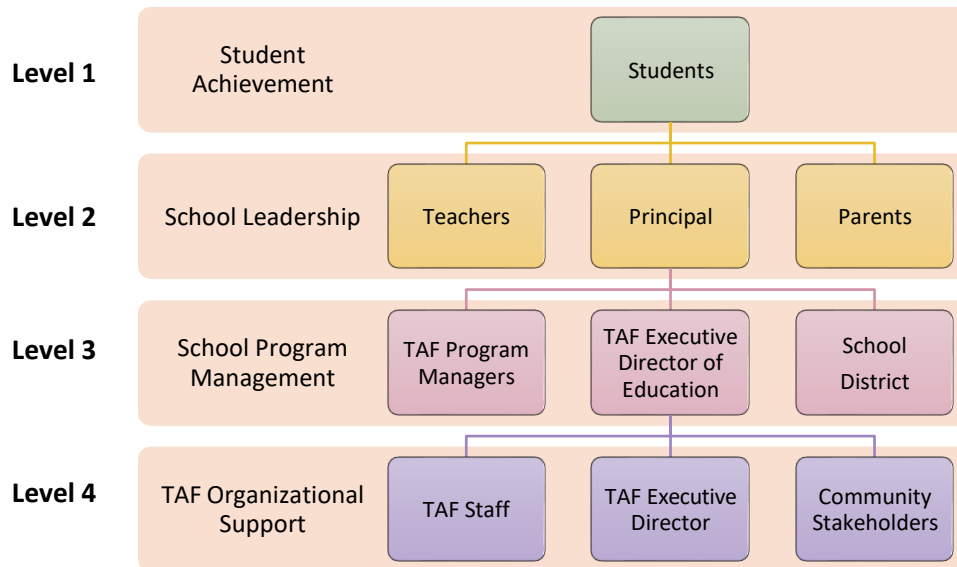 Level 1
Student
Achievement
Students
Level 2
School Leadership
Teachers
Principal
Parents
Level 3
School Program
Management
TAF Program
Managers
TAF Executive
Director of
Education
School
District
Level 4
TAF Organizational
Support
TAF Staff
TAF Executive
Director
Community
Stakeholders